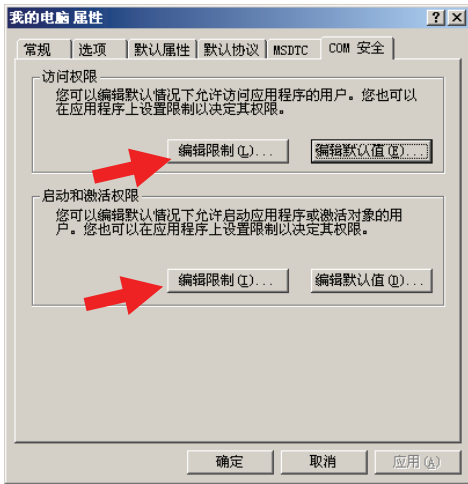 我的电脑 属性
常规 选项 默认属性 默认协议 MSDTC COM 安全
访问权限
您可以编辑默认情况下允许访问应用程序的用户。您也可以
在应用程序上设置限制以决定其权限。
编辑限制(L)... 编辑默认值(E)...
启动和激活权限
您可以编辑默认情况下允许启动应用程序或激活对象的用
户。您也可以在应用程序上设置限制以决定其权限。
编辑限制(I)... 编辑默认值(D)...
确定 取消 应用(A)